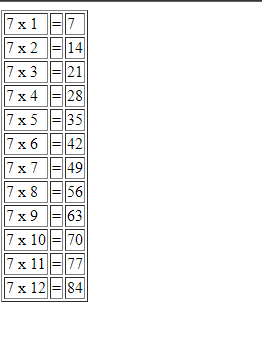 7 x 1 = 7
7 x 2 = 14
7 x 3 = 21
7 x 4 = 28
7 x 5 = 35
7 x 6 = 42
7 x 7 = 49
7 x 8 = 56
7 x 9 = 63
7 x 10 = 70
7 x 11 = 77
7 x 12 = 84